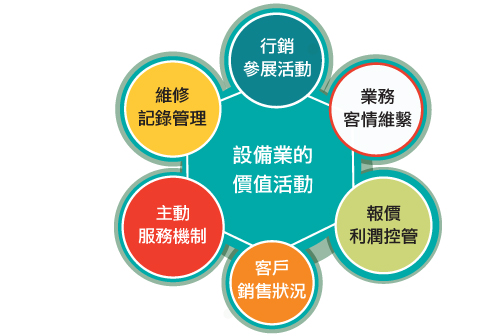 行銷
參展活動
業務
客情維繫
報價
利潤控管
客戶
銷售狀況
主動
服務機制
維修
記錄管理
設備業的
價值活動